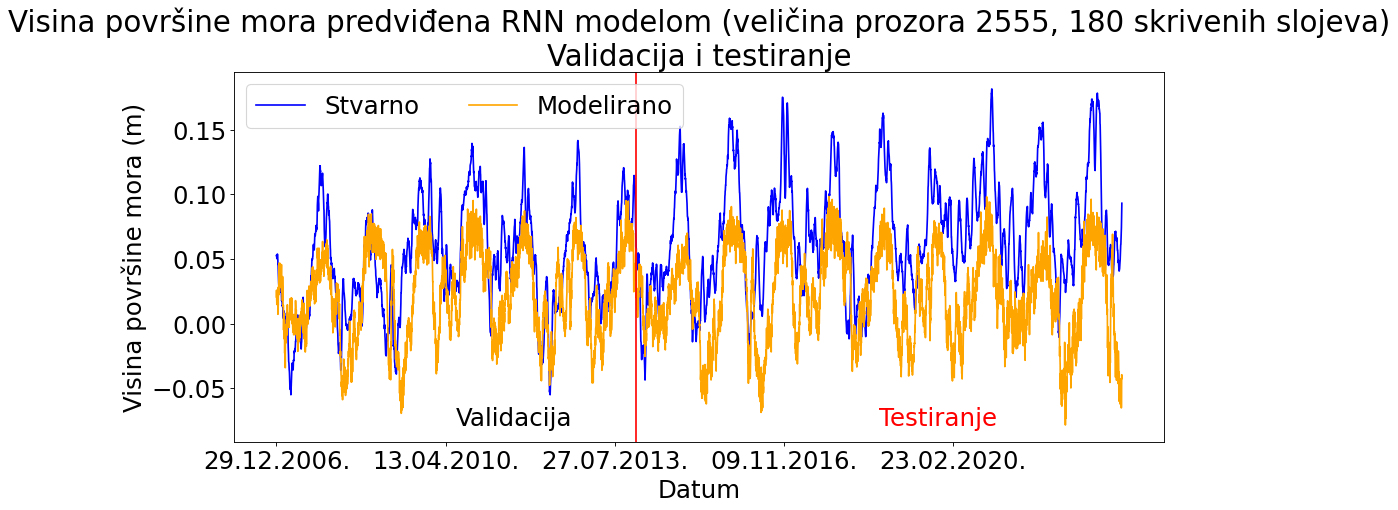 Visina površine mora predviđena RNN modelom (veličina prozora 2555, 180 skrivenih slojeva)
Validacija i testiranje
Stvarno
Modelirano
Visina površine mora (m)
0.15
0.10
0.05
0.00
−0.05
Validacija
Testiranje
29.12.2006.
13.04.2010.
27.07.2013.
09.11.2016.
23.02.2020.
Datum